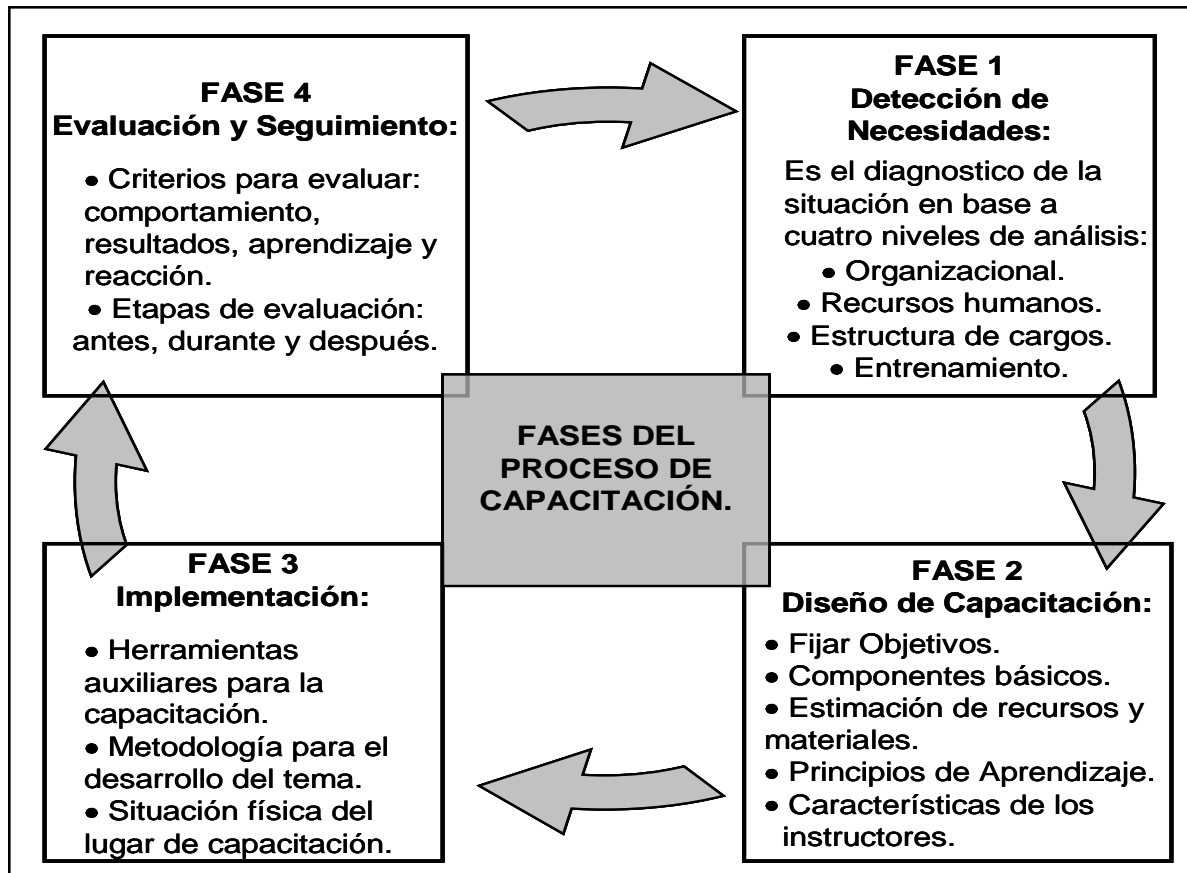 FASE 4
Evaluación y Seguimiento:
• Criterios para evaluar:
comportamiento,
resultados, aprendizaje y
reacción.
• Etapas de evaluación:
antes, durante y después.
FASE 1
Detección de
Necesidades:
Es el diagnostico de la
situación en base a
cuatro niveles de análisis:
• Organizacional.
• Recursos humanos.
• Estructura de cargos.
• Entrenamiento.
FASES DEL
PROCESO DE
CAPACITACIÓN.
FASE 3
Implementación:
• Herramientas
auxiliares para la
capacitación.
• Metodología para el
desarrollo del tema.
• Situación física del
lugar de capacitación.
FASE 2
Diseño de Capacitación:
• Fijar Objetivos.
• Componentes básicos.
• Estimación de recursos y
materiales.
• Principios de Aprendizaje.
• Características de los
instructores.